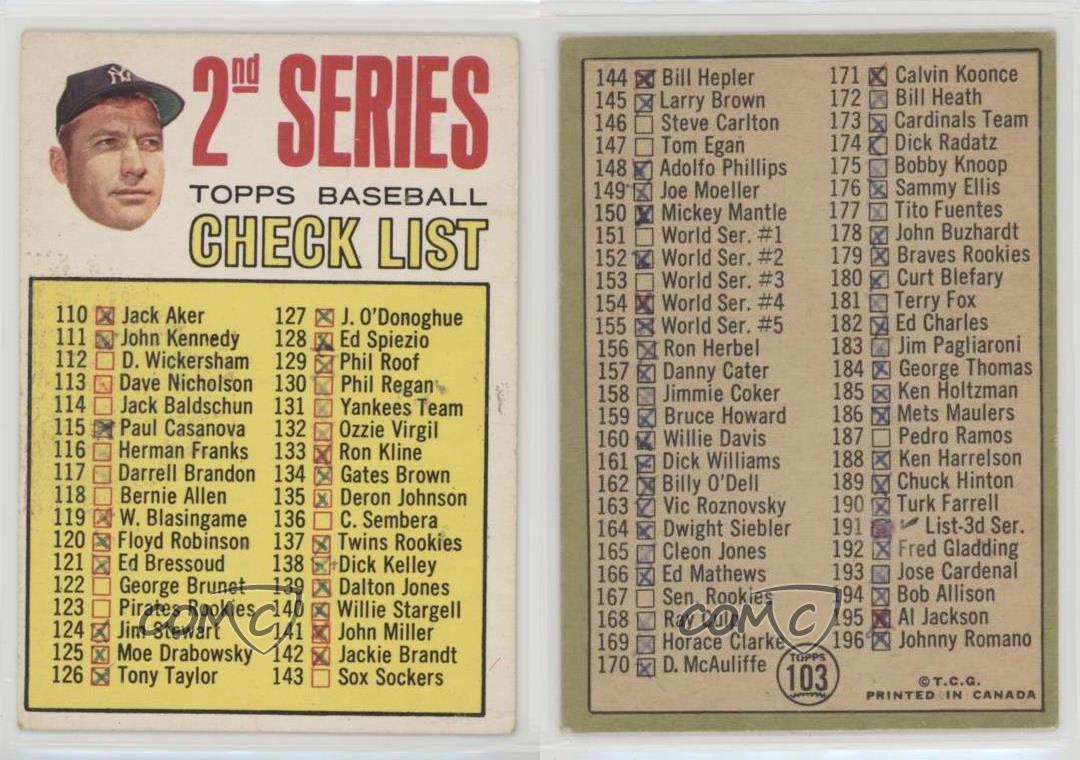 NY
2nd SERIES
TOPPS BASEBALL
CHECK LIST
110 Jack Aker
111 John Kennedy
112 D. Wickersham
113 Dave Nicholson
114 Jack Baldschun
115 Paul Casanova
116 Herman Franks
117 Darrell Brandon
118 Bernie Allen
119 W. Blasingame
120 Floyd Robinson
121 Ed Bressoud
122 George Brunet
123 Pirates Rookies
124 Jim Stewart
125 Moe Drabowsky
126 Tony Taylor
127 J. O'Donoghue
128 Ed Spiezio
129 Phil Roof
130 Phil Regan
131 Yankees Team
132 Ozzie Virgil
133 Ron Kline
134 Gates Brown
135 Deron Johnson
136 C. Sembera
137 Twins Rookies
138 Dick Kelley
139 Dalton Jones
140 Willie Stargell
141 John Miller
142 Jackie Brandt
143 Sox Sockers
COMC
144 Bill Hepler
145 Larry Brown
146 Steve Carlton
147 Tom Egan
148 Adolfo Phillips
149 Joe Moeller
150 Mickey Mantle
151 World Ser. #1
152 World Ser. #2
153 World Ser. #3
154 World Ser. #4
155 World Ser. #5
156 Ron Herbel
157 Danny Cater
158 Jimmie Coker
159 Bruce Howard
160 Willie Davis
161 Dick Williams
162 Billy O'Dell
163 Vic Roznovsky
164 Dwight Siebler
165 Cleon Jones
166 Ed Mathews
167 Sen. Rookies
168 Ray Culp
169 Horace Clarke
170 D. McAuliffe
171 Calvin Koonce
172 Bill Heath
173 Cardinals Team
174 Dick Radatz
175 Bobby Knoop
176 Sammy Ellis
177 Tito Fuentes
178 John Buzhardt
179 Braves Rookies
180 Curt Blefary
181 Terry Fox
182 Ed Charles
183 Jim Pagliaroni
184 George Thomas
185 Ken Holtzman
186 Mets Maulers
187 Pedro Ramos
188 Ken Harrelson
189 Chuck Hinton
190 Turk Farrell
191 List-3d Ser.
192 Fred Gladding
193 Jose Cardenal
194 Bob Allison
195 Al Jackson
196 Johnny Romano
COMC
TOPPS
103
©T.C.G.
PRINTED IN CANADA